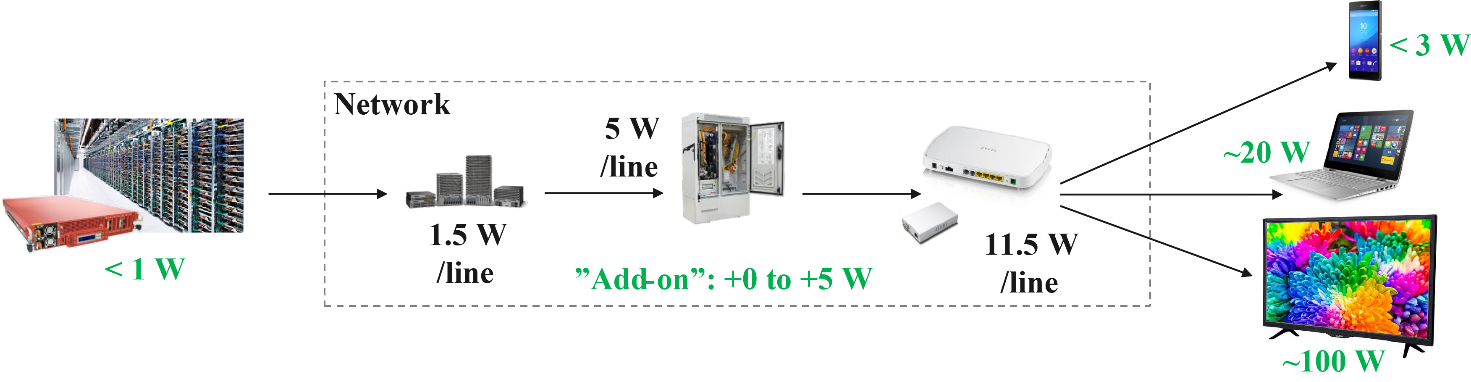 Network
< 1 W
1.5 W
/line
5 W
/line
”Add-on”: +0 to +5 W
11.5 W
/line
< 3 W
~20 W
~100 W